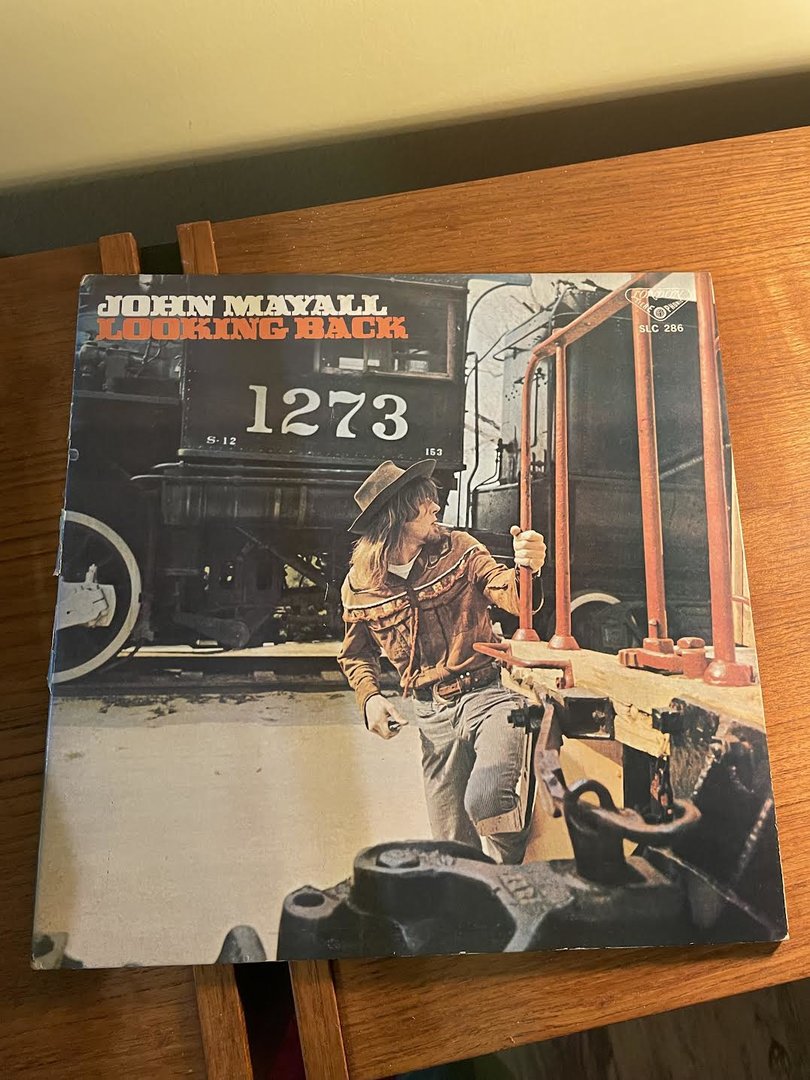 JOHN MAYALL
LOOKING BACK
SLC 286
1273
S-12
153